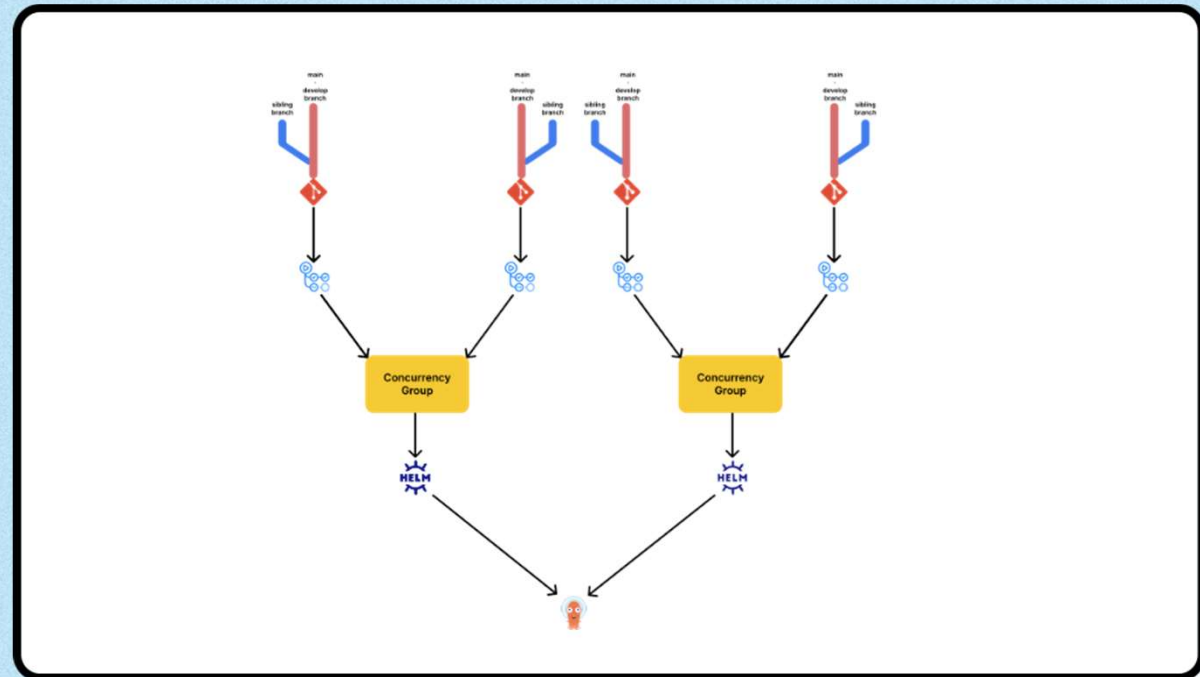 main
-
develop
branch
sibling
branch
main
-
develop
branch
sibling
branch
main
-
develop
branch
sibling
branch
main
-
develop
branch
sibling
branch
Concurrency
Group
Concurrency
Group
HELM
HELM